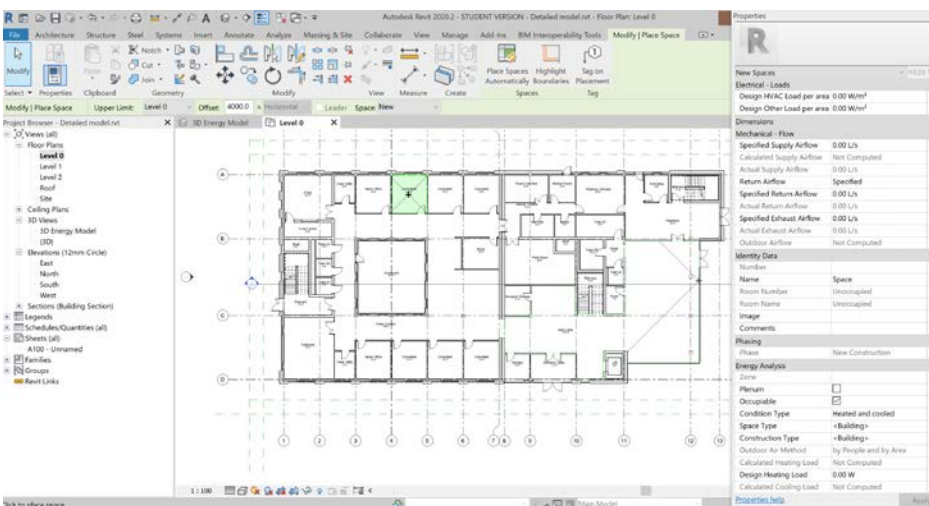 Autodesk Revit 2020.2 - STUDENT VERSION - Detailed model.rvt - Floor Plan: Level 0
File Architecture Structure Steel Systems Insert Annotate Analyze Massing & Site Collaborate View Manage Add-Ins BIM Interoperability Tools Modify | Place Space
Modify
Paste
Notch
Cut
Join
Place Spaces Automatically
Highlight Boundaries
Tag on Placement
Select Properties Clipboard Geometry Modify View Measure Create Spaces Tag
Modify | Place Space Upper Limit: Level 0 Offset: 4000.0 Horizontal Leader Space: New
Project Browser - Detailed model.rvt
3D Energy Model
Level 0
Views (all)
Floor Plans
Level 0
Level 1
Level 2
Roof
Site
Ceiling Plans
3D Views
3D Energy Model
{3D}
Elevations (12mm Circle)
East
North
South
West
Sections (Building Section)
Legends
Schedules/Quantities (all)
Sheets (all)
A100 - Unnamed
Families
Groups
Revit Links
A
B
C
D
1 2 3 4 5 6 7 8 9 10 11 12 13
1 : 100
Main Model
Click to place space
Properties
R
New Spaces
Electrical - Loads
Design HVAC Load per area 0.00 W/m²
Design Other Load per area 0.00 W/m²
Dimensions
Mechanical - Flow
Specified Supply Airflow 0.00 L/s
Calculated Supply Airflow Not Computed
Actual Supply Airflow 0.00 L/s
Return Airflow Specified
Specified Return Airflow 0.00 L/s
Actual Return Airflow 0.00 L/s
Specified Exhaust Airflow 0.00 L/s
Actual Exhaust Airflow 0.00 L/s
Outdoor Airflow Not Computed
Identity Data
Number
Name Space
Room Number Unoccupied
Room Name Unoccupied
Image
Comments
Phasing
Phase New Construction
Energy Analysis
Zone
Plenum
Occupiable
Condition Type Heated and cooled
Space Type <Building>
Construction Type <Building>
Outdoor Air Method by People and by Area
Calculated Heating Load Not Computed
Design Heating Load 0.00 W
Calculated Cooling Load Not Computed
Properties help
Apply